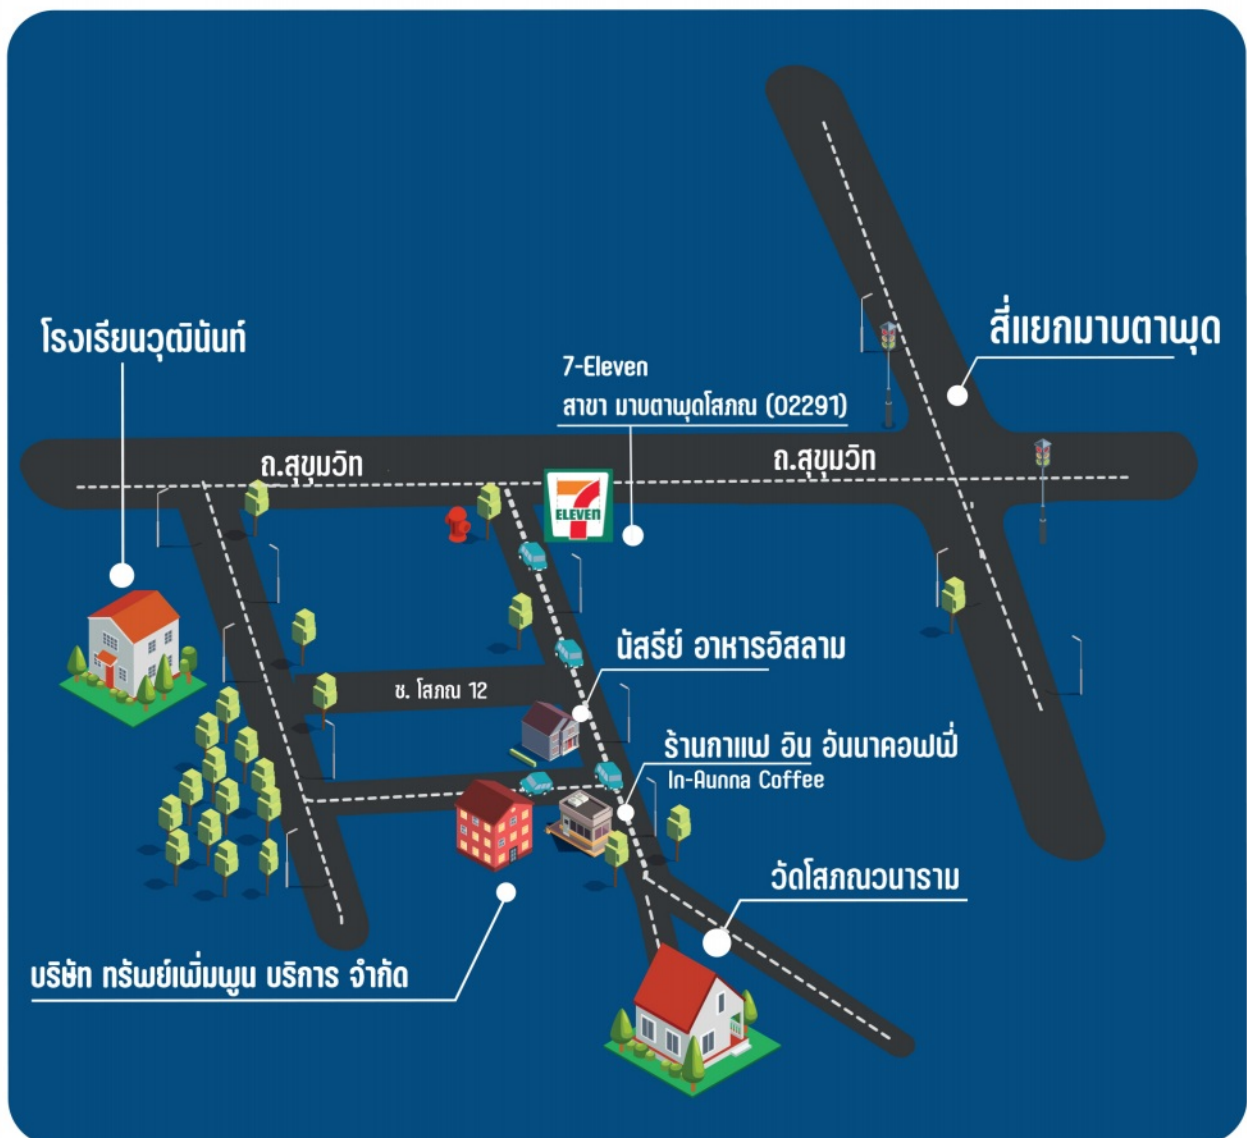 สี่แยกมาบตาพุด
โรงเรียนวุฒินันท์
7-Eleven
สาขา มาบตาพุดโสภณ (02291)
ถ.สุขุมวิท
ถ.สุขุมวิท
7
ELEVEN
นัสรีย์ อาหารอิสลาม
ซ. โสภณ 12
ร้านกาแฟ อิน อันนาคอฟฟี่
In-Aunna Coffee
วัดโสภณวนาราม
บริษัท ทรัพย์เพิ่มพูน บริการ จำกัด